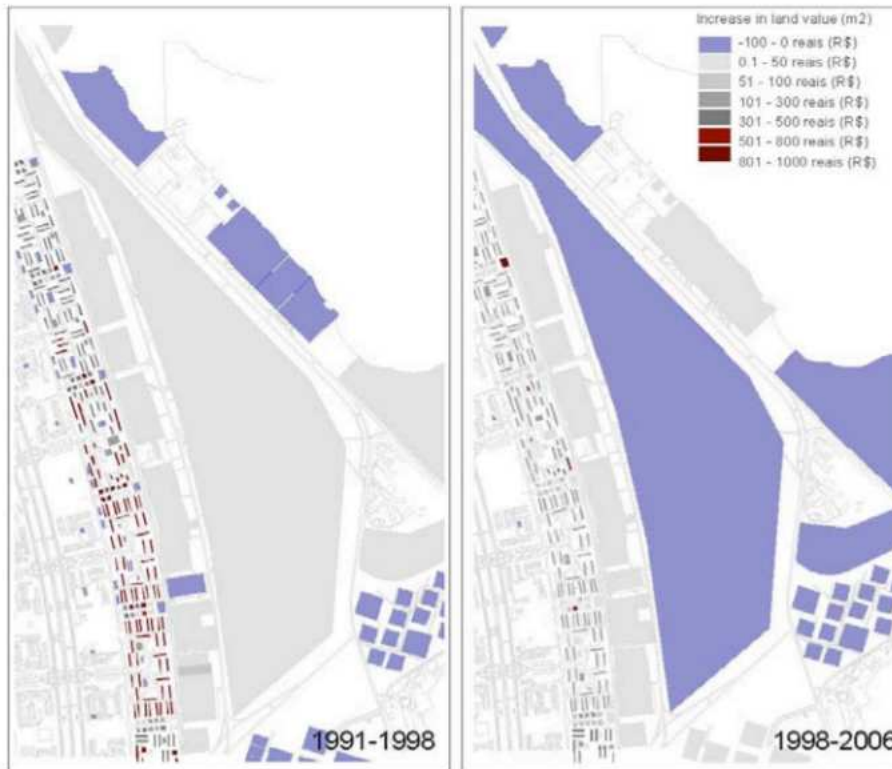 Increase in land value (m2)
-100 - 0 reais (R$)
0.1 - 50 reais (R$)
51 - 100 reais (R$)
101 - 300 reais (R$)
301 - 500 reais (R$)
501 - 800 reais (R$)
801 - 1000 reais (R$)
1991-1998
1998-2006